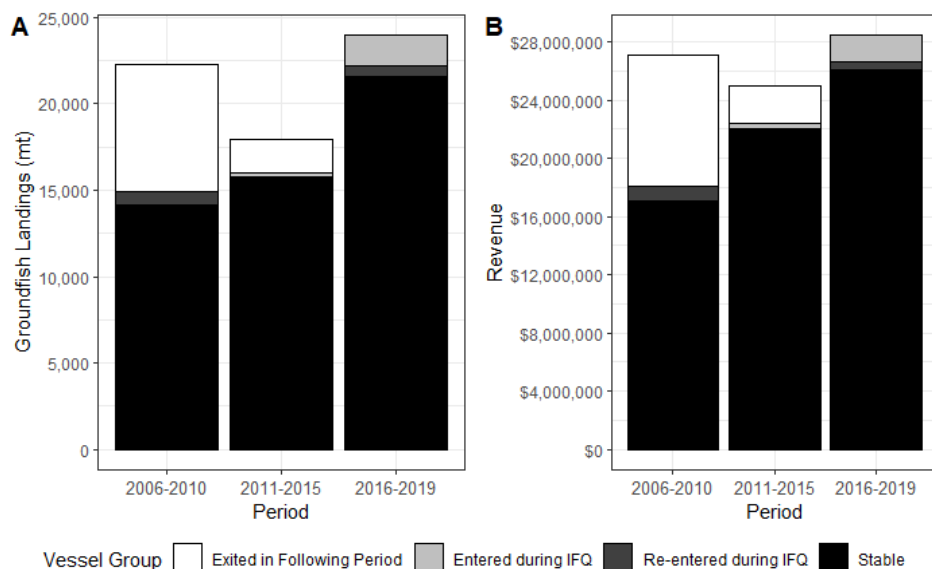 A
25,000
20,000
15,000
10,000
5,000
0
Groundfish Landings (mt)
2006-2010 2011-2015 2016-2019
Period
B
$28,000,000
$24,000,000
$20,000,000
$16,000,000
$12,000,000
$8,000,000
$4,000,000
$0
Revenue
2006-2010 2011-2015 2016-2019
Period
Vessel Group Exited in Following Period Entered during IFQ Re-entered during IFQ Stable